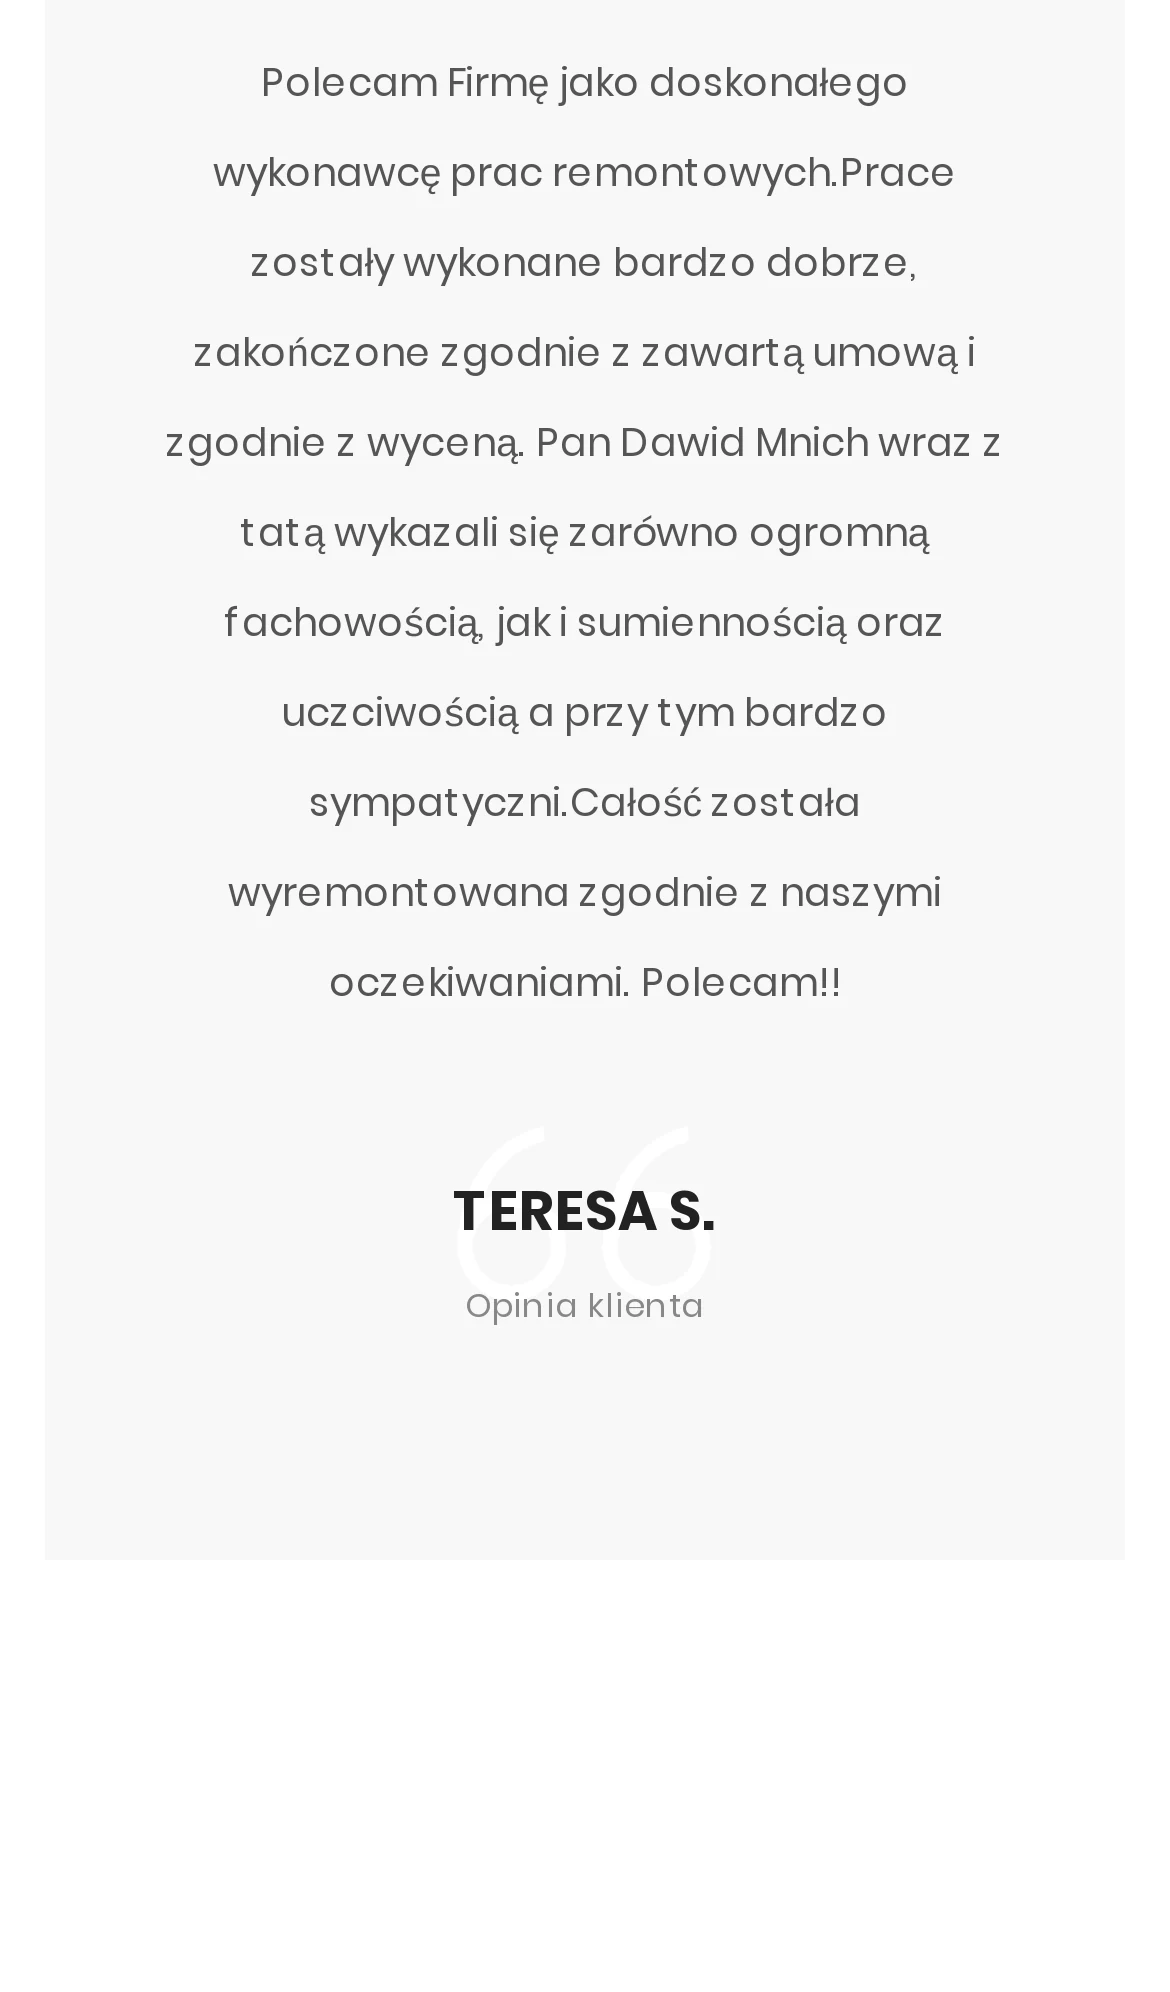 Polecam Firmę jako doskonałego
wykonawcę prac remontowych.Prace
zostały wykonane bardzo dobrze,
zakończone zgodnie z zawartą umową i
zgodnie z wyceną. Pan Dawid Mnich wraz z
tatą wykazali się zarówno ogromną
fachowością, jak i sumiennością oraz
uczciwością a przy tym bardzo
sympatyczni.Całość została
wyremontowana zgodnie z naszymi
oczekiwaniami. Polecam!!
TERESA S.
Opinia klienta